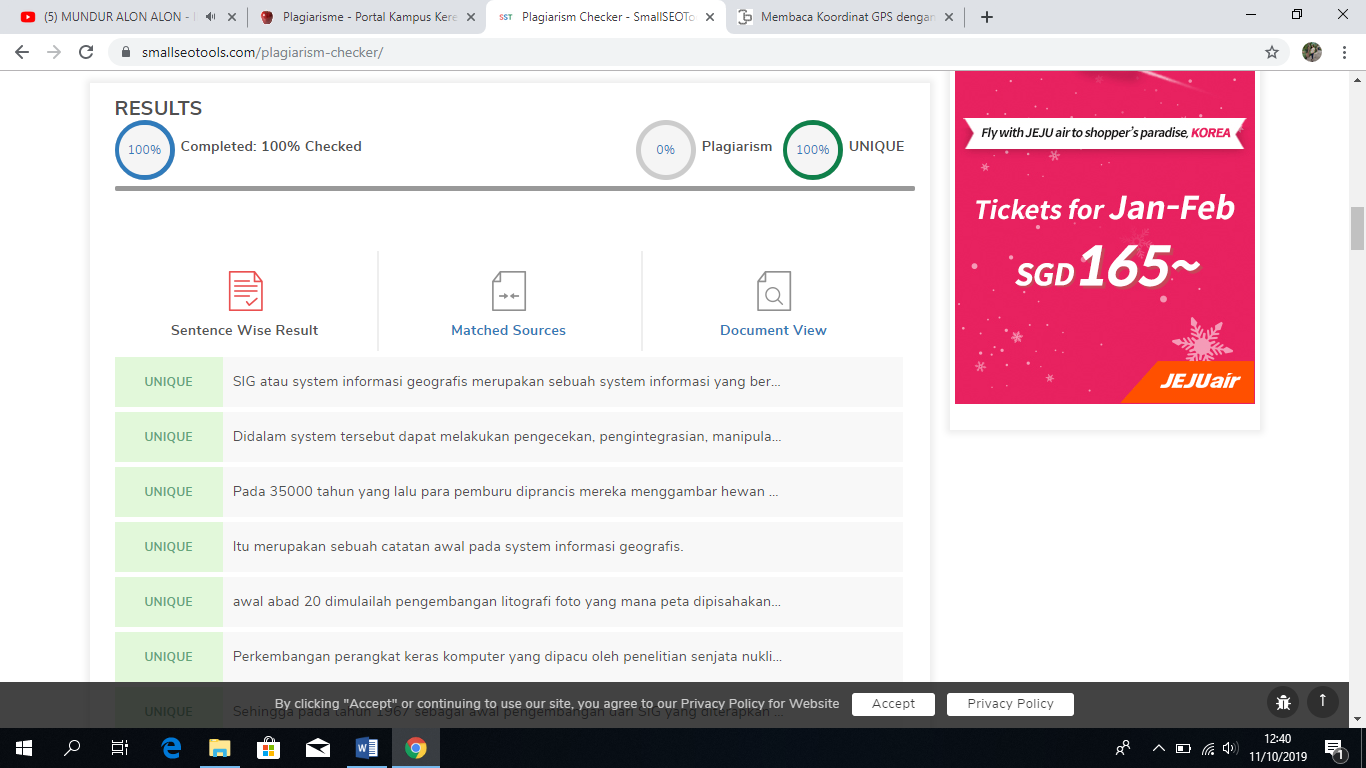 (5) MUNDUR ALON ALON -
Plagiarisme - Portal Kampus Kere
Plagiarism Checker - SmallSEOTo
Membaca Koordinat GPS dengan
smallseotools.com/plagiarism-checker/
RESULTS
100%
Completed: 100% Checked
0%
Plagiarism
100%
UNIQUE
Sentence Wise Result
Matched Sources
Document View
UNIQUE SIG atau system informasi geografis merupakan sebuah system informasi yang ber...
UNIQUE Didalam system tersebut dapat melakukan pengecekan, pengintegrasian, manipula...
UNIQUE Pada 35000 tahun yang lalu para pemburu diprancis mereka menggambar hewan ...
UNIQUE Itu merupakan sebuah catatan awal pada system informasi geografis.
UNIQUE awal abad 20 dimulailah pengembangan litografi foto yang mana peta dipisahakan...
UNIQUE Perkembangan perangkat keras komputer yang dipacu oleh penelitian senjata nukli...
UNIQUE Sehingga pada tahun 1967 sebagai awal pengembangan dari SIG yang diterapkan ...
Fly with JEJU air to shopper's paradise, KOREA
Tickets for Jan-Feb
SGD 165~
JEJUair
By clicking "Accept" or continuing to use our site, you agree to our Privacy Policy for Website
Accept
Privacy Policy
12:40
11/10/2019
1